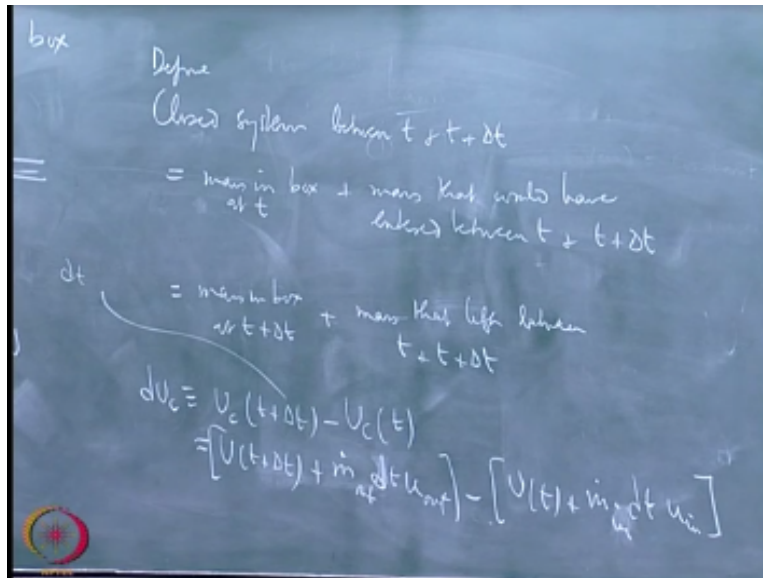 box
Define
Closed system between t & t + Δt
= mass in box + mass that would have
at t
entered between t & t + Δt
dt
= mass in box + mass that left between
at t + Δt
t & t + Δt
dU_c ≡ U_c(t+Δt) − U_c(t)
=[U(t+Δt) + ṁ_out dt u_out] − [U(t) + ṁ_in dt u_in]